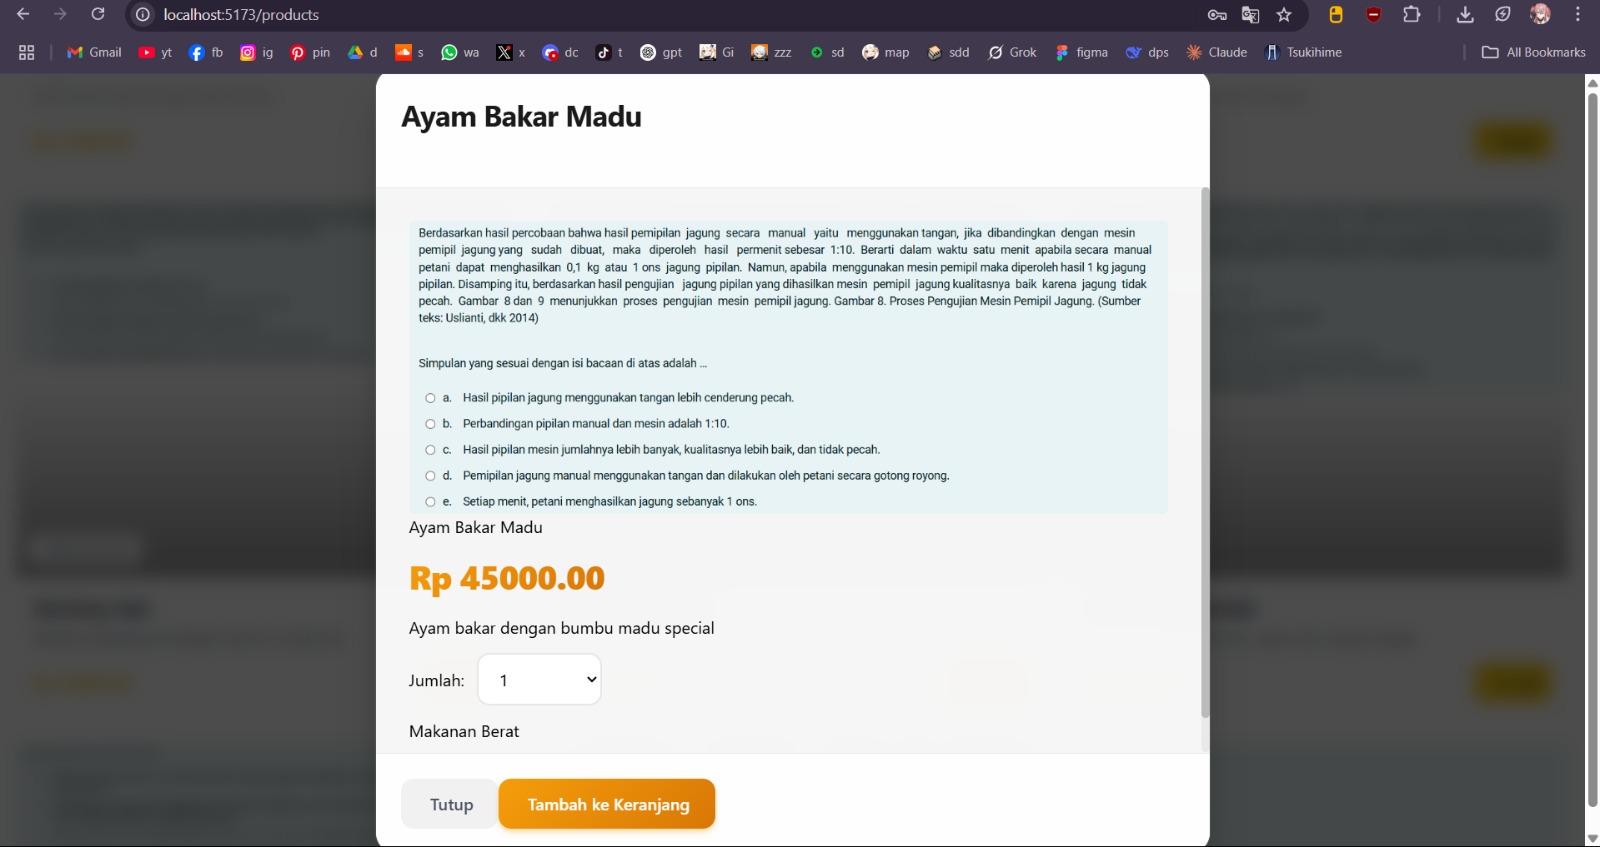 localhost:5173/products
Gmail yt fb ig pin d s wa x dc t gpt Gi zzz sd map sdd Grok figma dps Claude Tsukihime All Bookmarks
Ayam Bakar Madu
Berdasarkan hasil percobaan bahwa hasil pemipilan jagung secara manual yaitu menggunakan tangan, jika dibandingkan dengan mesin
pemipil jagung yang sudah dibuat, maka diperoleh hasil permenit sebesar 1:10. Berarti dalam waktu satu menit apabila secara manual
petani dapat menghasilkan 0,1 kg atau 1 ons jagung pipilan. Namun, apabila menggunakan mesin pemipil maka diperoleh hasil 1 kg jagung
pipilan. Disamping itu, berdasarkan hasil pengujian jagung pipilan yang dihasilkan mesin pemipil jagung kualitasnya baik karena jagung tidak
pecah. Gambar 8 dan 9 menunjukkan proses pengujian mesin pemipil jagung. Gambar 8. Proses Pengujian Mesin Pemipil Jagung. (Sumber
teks: Uslianti, dkk 2014)
Simpulan yang sesuai dengan isi bacaan di atas adalah ...
a. Hasil pipilan jagung menggunakan tangan lebih cenderung pecah.
b. Perbandingan pipilan manual dan mesin adalah 1:10.
c. Hasil pipilan mesin jumlahnya lebih banyak, kualitasnya lebih baik, dan tidak pecah.
d. Pemipilan jagung manual menggunakan tangan dan dilakukan oleh petani secara gotong royong.
e. Setiap menit, petani menghasilkan jagung sebanyak 1 ons.
Ayam Bakar Madu
Rp 45000.00
Ayam bakar dengan bumbu madu special
Jumlah: 1
Makanan Berat
Tutup Tambah ke Keranjang